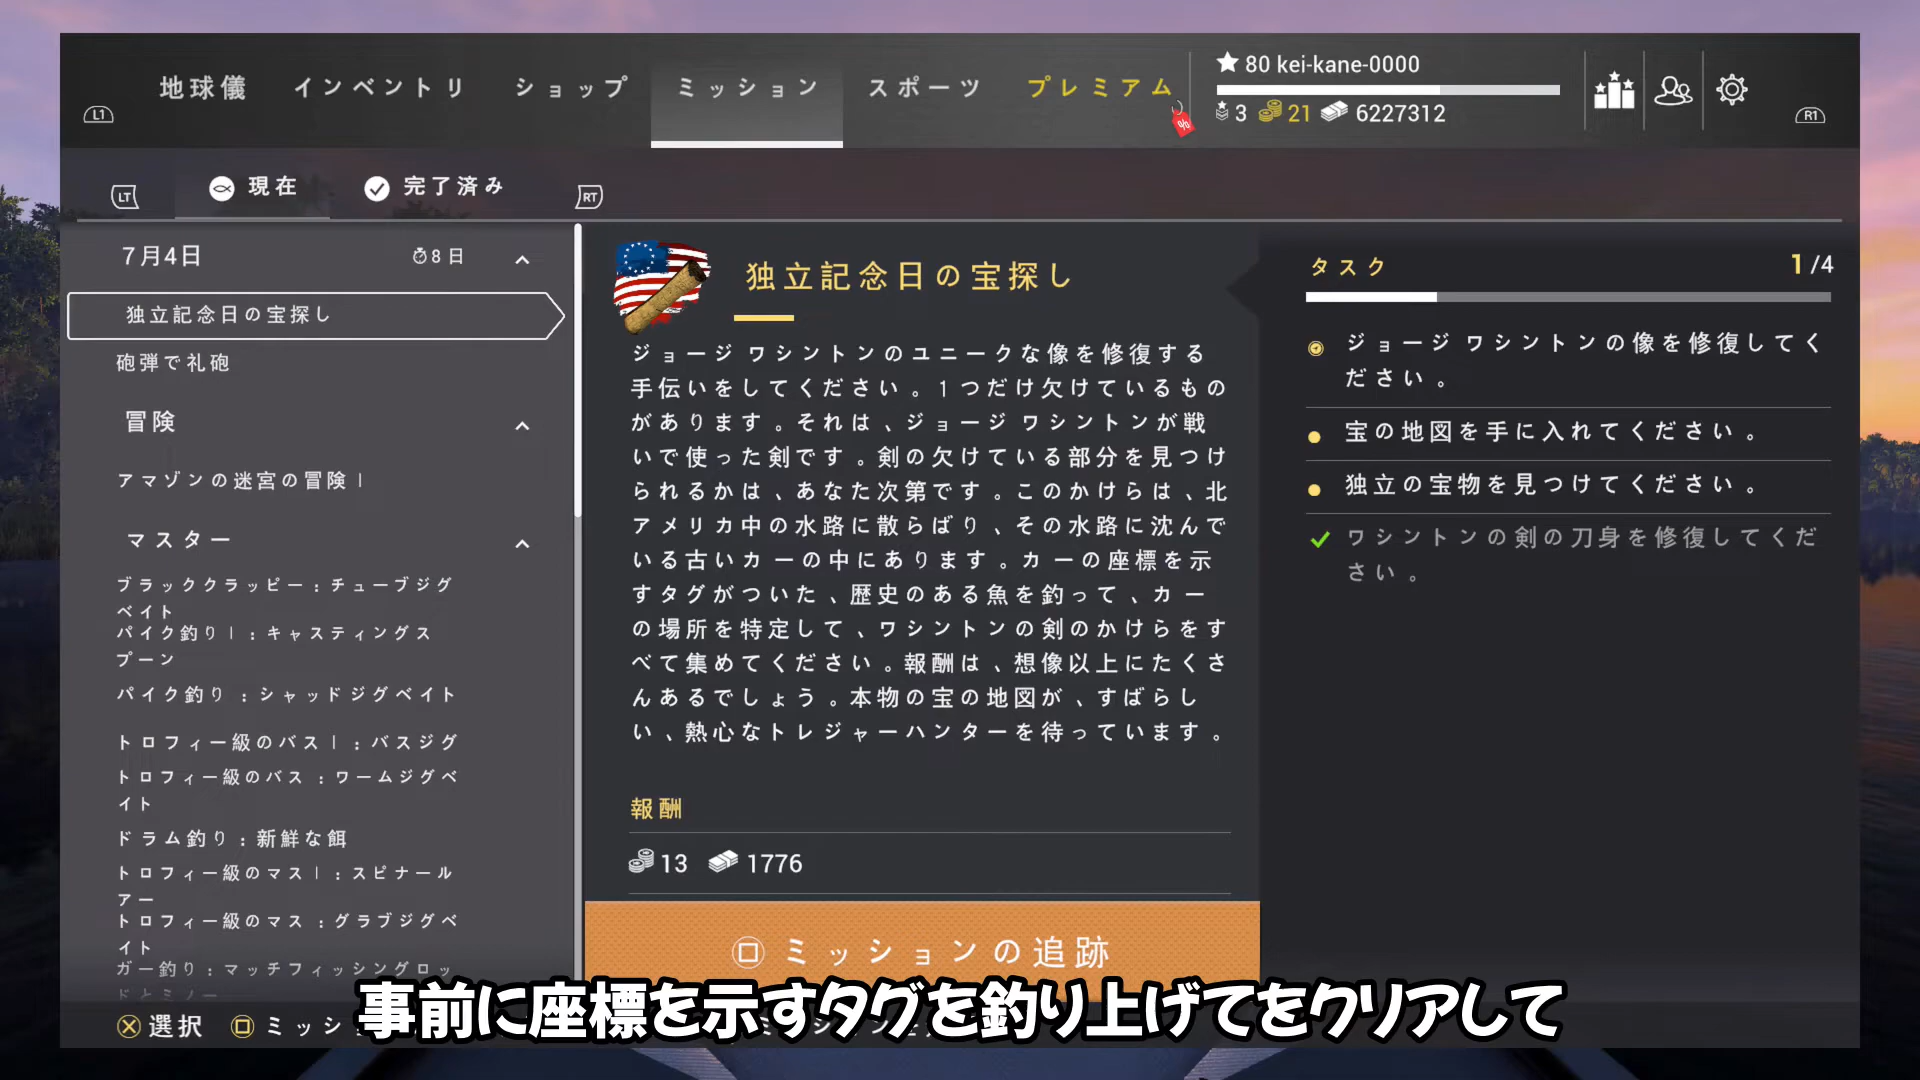 地球儀 インベントリ ショップ ミッション スポーツ プレミアム
80 kei-kane-0000
3 21 6227312
L1
R1
LT 現在 完了済み RT
7月4日 8日
独立記念日の宝探し
砲弾で礼砲
冒険
アマゾンの迷宮の冒険 I
マスター
ブラッククラッピー:チューブジグ
ベイト
パイク釣り I :キャスティングス
プーン
パイク釣り :シャッドジグベイト
トロフィー級のバス I :バスジグ
トロフィー級のバス :ワームジグベ
イト
ドラム釣り:新鮮な餌
トロフィー級のマス I :スピナール
アー
トロフィー級のマス :グラブジグベ
イト
ガー釣り:マッチフィッシングロッ
ドとミノー
独立記念日の宝探し
ジョージ ワシントンのユニークな像を修復する
手伝いをしてください。1つだけ欠けているもの
があります。それは、ジョージ ワシントンが戦
いで使った剣です。剣の欠けている部分を見つけ
られるかは、あなた次第です。このかけらは、北
アメリカ中の水路に散らばり、その水路に沈んで
いる古いカーの中にあります。カーの座標を示
すタグがついた、歴史のある魚を釣って、カー
の場所を特定して、ワシントンの剣のかけらをす
べて集めてください。報酬は、想像以上にたくさ
んあるでしょう。本物の宝の地図が、すばらし
い、熱心なトレジャーハンターを待っています。
報酬
13 1776
ミッションの追跡
タスク 1/4
ジョージ ワシントンの像を修復してく
ださい。
宝の地図を手に入れてください。
独立の宝物を見つけてください。
ワシントンの剣の刀身を修復してくだ
さい。
選択 ミッシ
事前に座標を示すタグを釣り上げてをクリアして